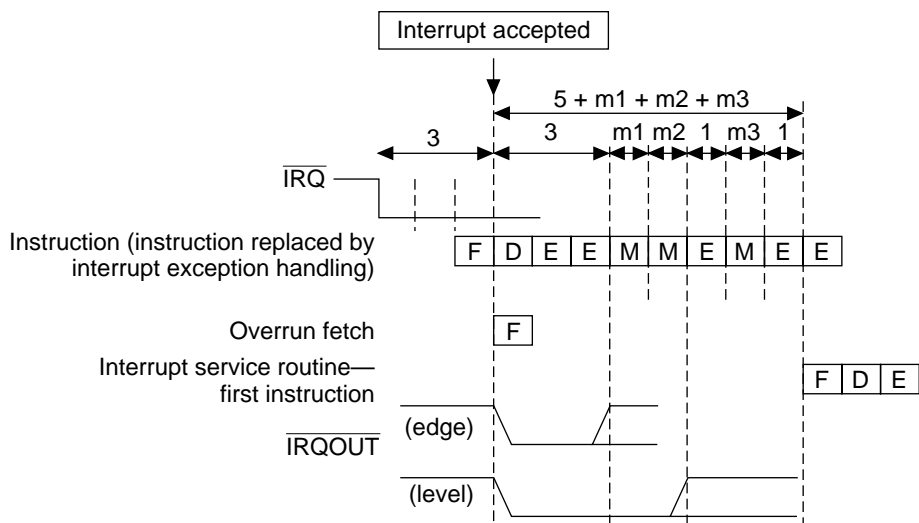 Interrupt accepted
5 + m1 + m2 + m3
3 3 m1 m2 1 m3 1
IRQ
Instruction (instruction replaced by
interrupt exception handling)
F D E E M M E M E E
Overrun fetch
F
Interrupt service routine—
first instruction
F D E
IRQOUT
(edge)
(level)